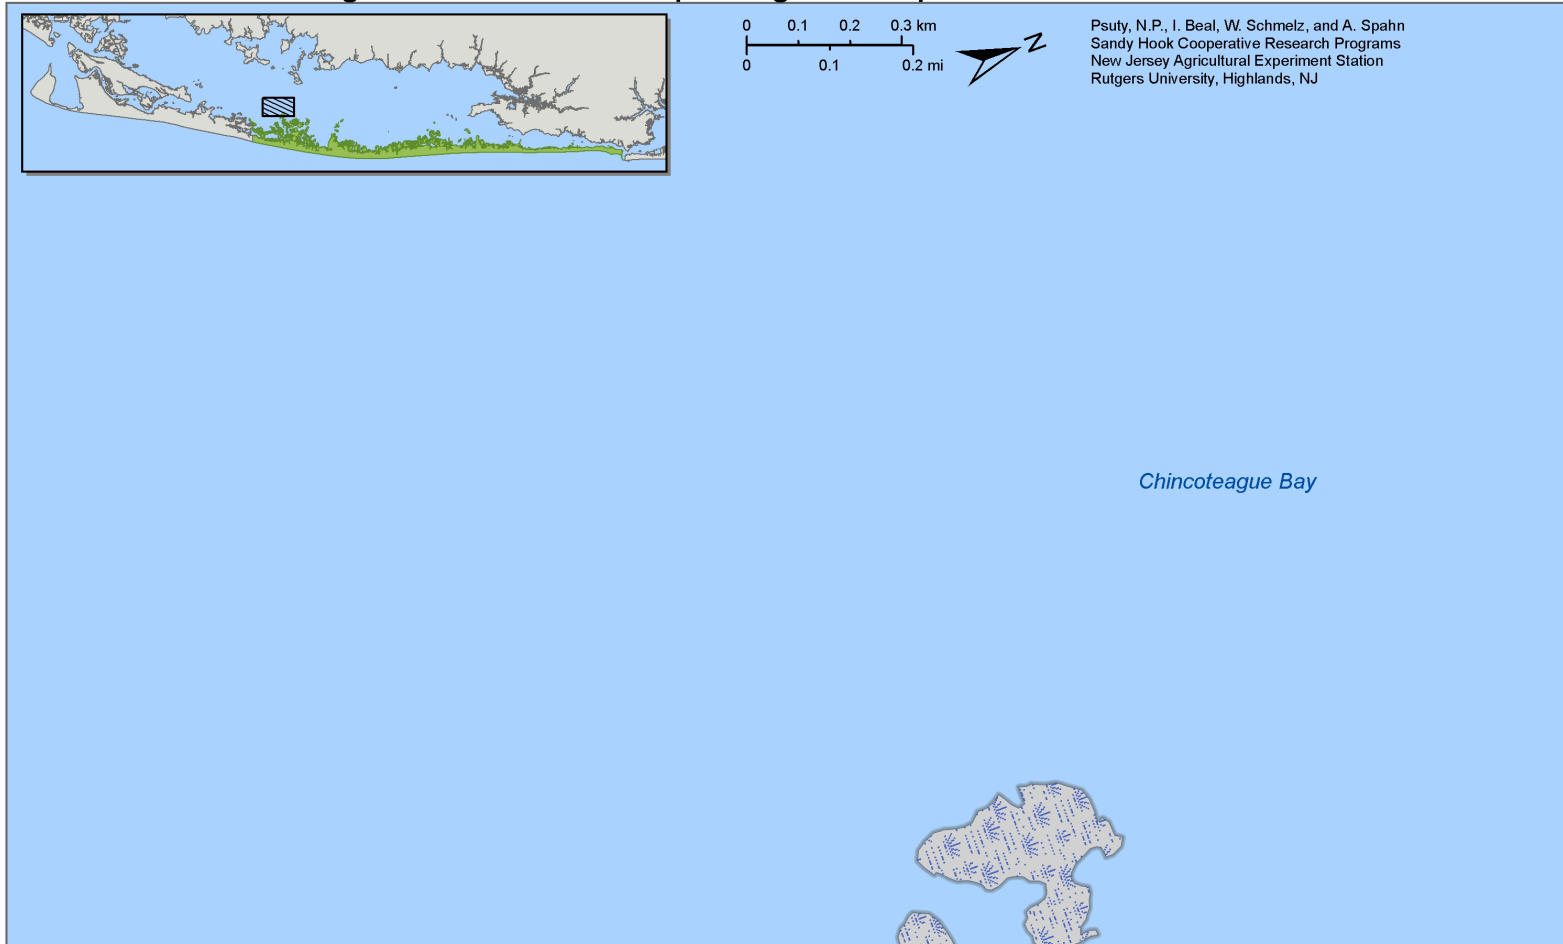 0 0.1 0.2 0.3 km
0 0.1 0.2 mi
N
Psuty, N.P., I. Beal, W. Schmelz, and A. Spahn
Sandy Hook Cooperative Research Programs
New Jersey Agricultural Experiment Station
Rutgers University, Highlands, NJ
Chincoteague Bay